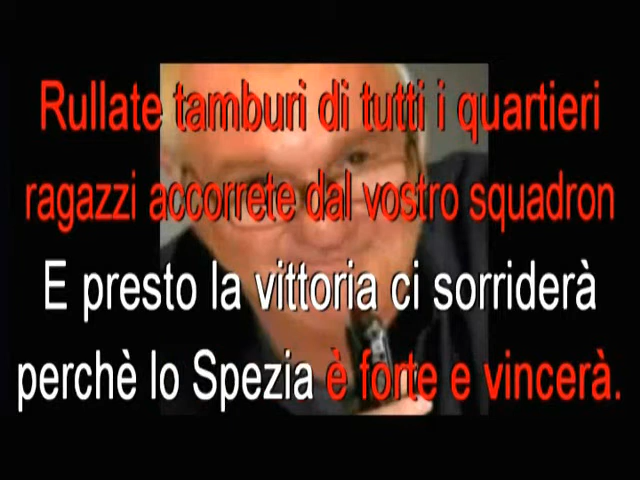 Rullate tamburi di tutti i quartieri
ragazzi accorrete dal vostro squadron
E presto la vittoria ci sorriderà
perchè lo Spezia è forte e vincerà.